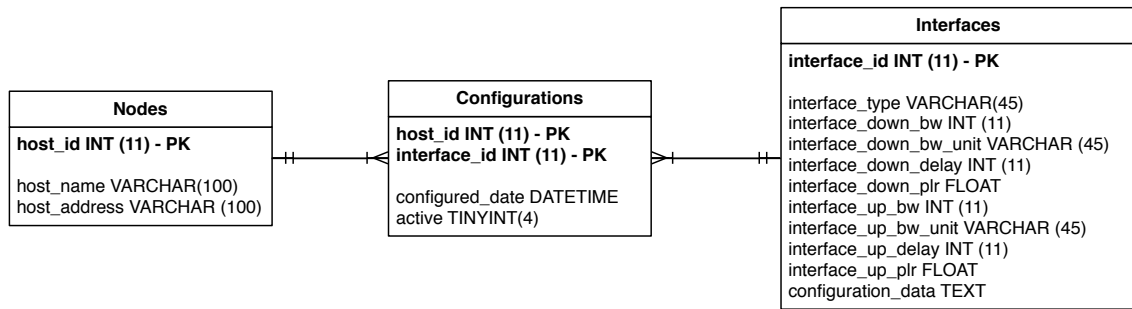 Nodes
host_id INT (11) - PK
host_name VARCHAR(100)
host_address VARCHAR (100)
Configurations
host_id INT (11) - PK
interface_id INT (11) - PK
configured_date DATETIME
active TINYINT(4)
Interfaces
interface_id INT (11) - PK
interface_type VARCHAR(45)
interface_down_bw INT (11)
interface_down_bw_unit VARCHAR (45)
interface_down_delay INT (11)
interface_down_plr FLOAT
interface_up_bw INT (11)
interface_up_bw_unit VARCHAR (45)
interface_up_delay INT (11)
interface_up_plr FLOAT
configuration_data TEXT